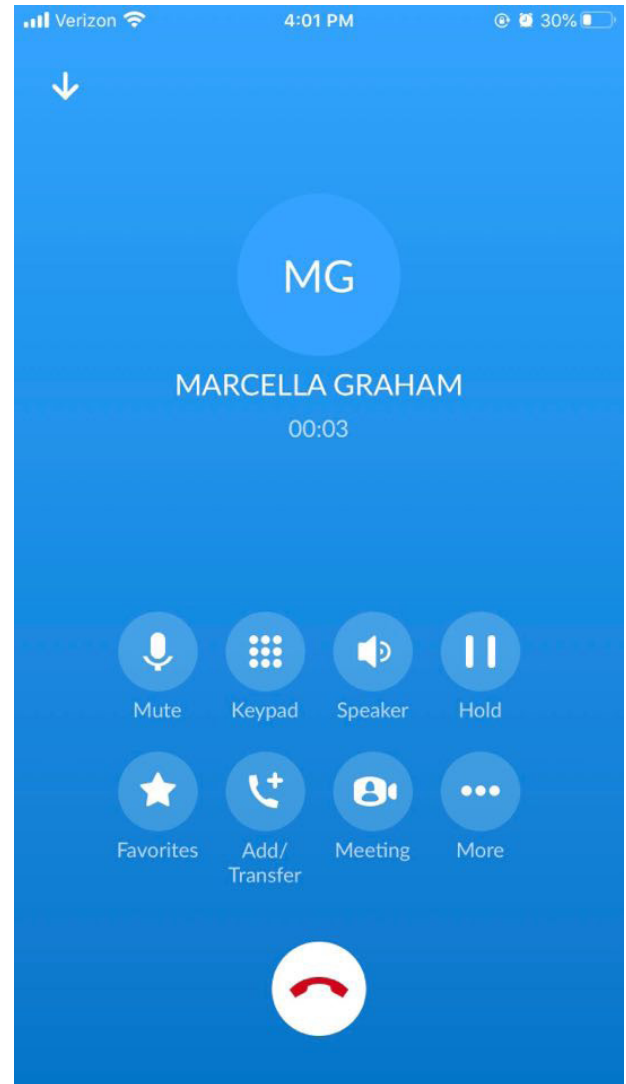 Verizon 4:01 PM 30%
MG
MARCELLA GRAHAM
00:03
Mute Keypad Speaker Hold
Favorites Add/ Meeting More
Transfer